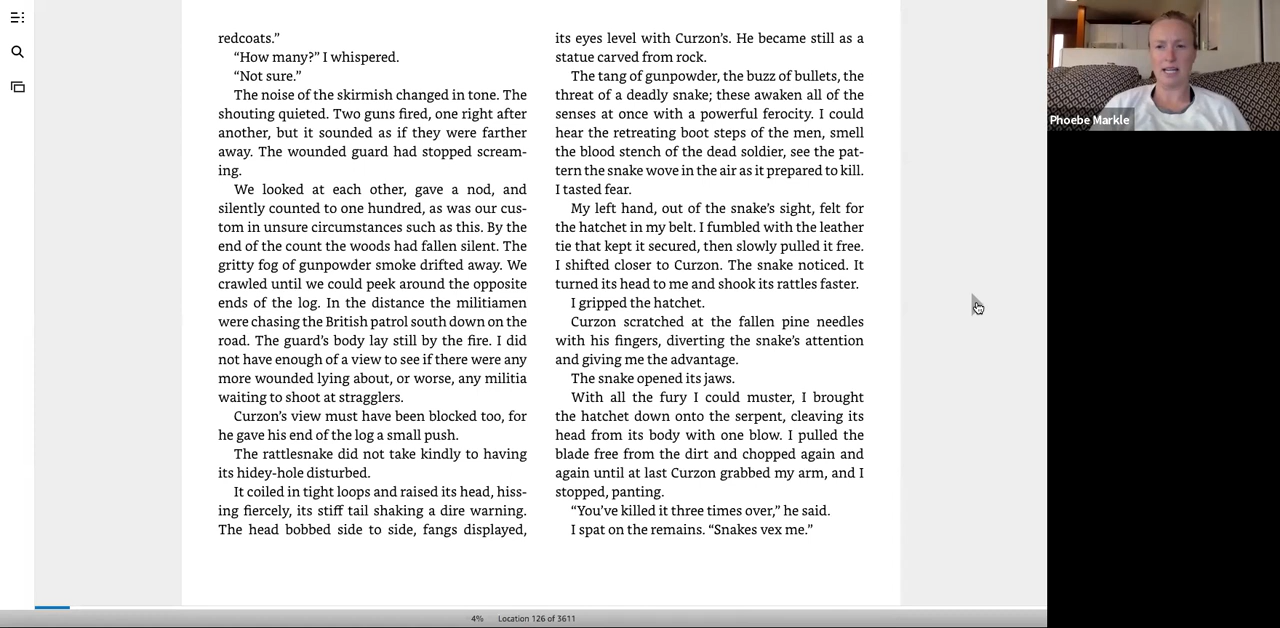 redcoats.”
“How many?” I whispered.
“Not sure.”
The noise of the skirmish changed in tone. The
shouting quieted. Two guns fired, one right after
another, but it sounded as if they were farther
away. The wounded guard had stopped scream-
ing.
We looked at each other, gave a nod, and
silently counted to one hundred, as was our cus-
tom in unsure circumstances such as this. By the
end of the count the woods had fallen silent. The
gritty fog of gunpowder smoke drifted away. We
crawled until we could peek around the opposite
ends of the log. In the distance the militiamen
were chasing the British patrol south down on the
road. The guard’s body lay still by the fire. I did
not have enough of a view to see if there were any
more wounded lying about, or worse, any militia
waiting to shoot at stragglers.
Curzon’s view must have been blocked too, for
he gave his end of the log a small push.
The rattlesnake did not take kindly to having
its hidey-hole disturbed.
It coiled in tight loops and raised its head, hiss-
ing fiercely, its stiff tail shaking a dire warning.
The head bobbed side to side, fangs displayed,
its eyes level with Curzon’s. He became still as a
statue carved from rock.
The tang of gunpowder, the buzz of bullets, the
threat of a deadly snake; these awaken all of the
senses at once with a powerful ferocity. I could
hear the retreating boot steps of the men, smell
the blood stench of the dead soldier, see the pat-
tern the snake wove in the air as it prepared to kill.
I tasted fear.
My left hand, out of the snake’s sight, felt for
the hatchet in my belt. I fumbled with the leather
tie that kept it secured, then slowly pulled it free.
I shifted closer to Curzon. The snake noticed. It
turned its head to me and shook its rattles faster.
I gripped the hatchet.
Curzon scratched at the fallen pine needles
with his fingers, diverting the snake’s attention
and giving me the advantage.
The snake opened its jaws.
With all the fury I could muster, I brought
the hatchet down onto the serpent, cleaving its
head from its body with one blow. I pulled the
blade free from the dirt and chopped again and
again until at last Curzon grabbed my arm, and I
stopped, panting.
“You’ve killed it three times over,” he said.
I spat on the remains. “Snakes vex me.”
Phoebe Markle
4% Location 126 of 3611